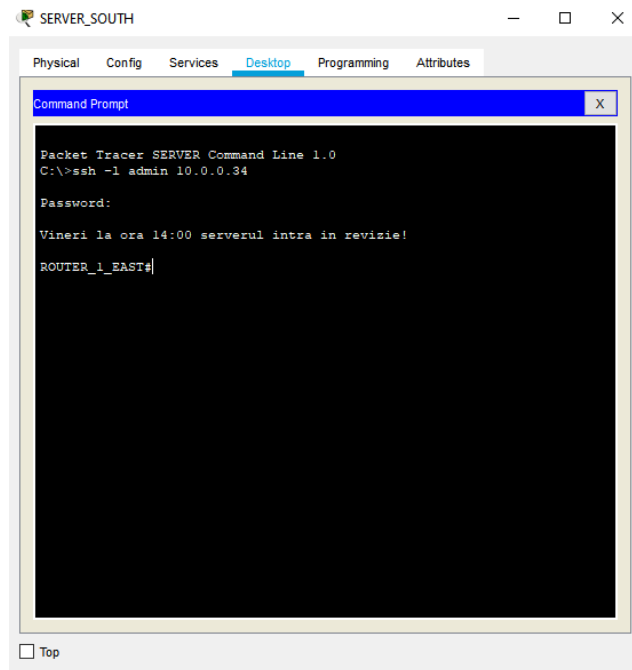 SERVER_SOUTH
Physical Config Services Desktop Programming Attributes
Command Prompt X
Packet Tracer SERVER Command Line 1.0
C:\>ssh -l admin 10.0.0.34
Password:
Vineri la ora 14:00 serverul intra in revizie!
ROUTER_1_EAST#
Top